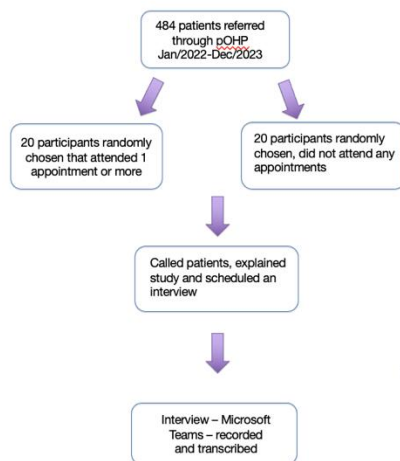 484 patients referred
through pOHP
Jan/2022-Dec/2023
20 participants randomly
chosen that attended 1
appointment or more
20 participants randomly
chosen, did not attend any
appointments
Called patients, explained
study and scheduled an
interview
Interview – Microsoft
Teams – recorded
and transcribed